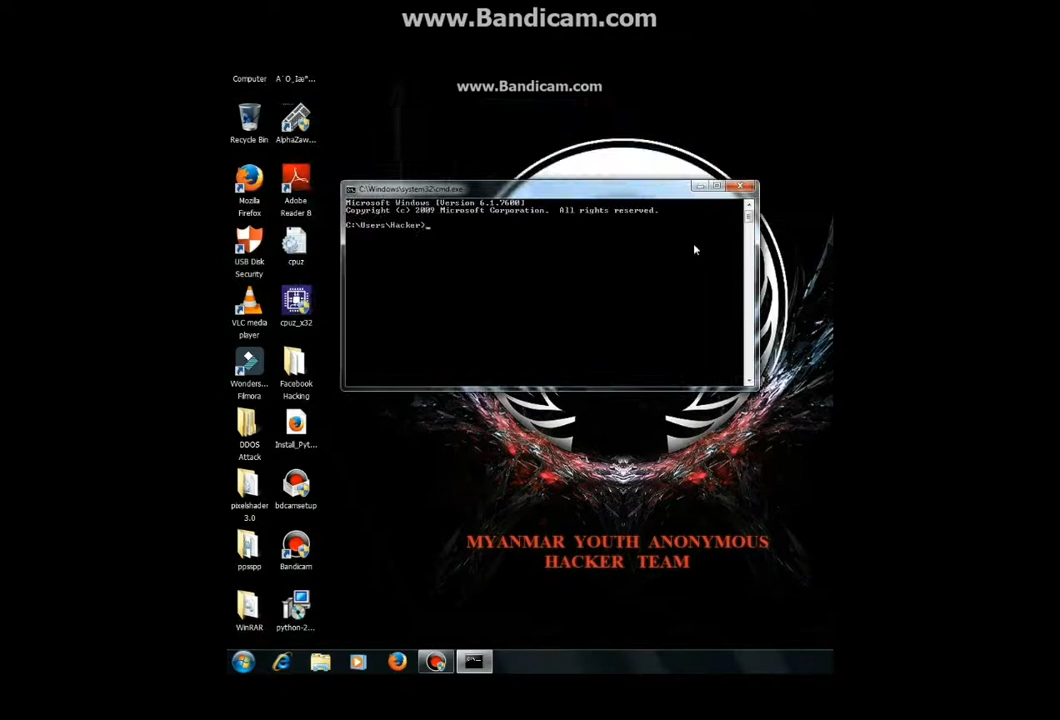 www.Bandicam.com
www.Bandicam.com
Computer
Recycle Bin
AlphaZaw...
Mozilla
Firefox
Adobe
Reader 8
USB Disk
Security
cpuz
VLC media
player
cpuz_x32
Wonders...
Filmora
Facebook
Hacking
DDOS
Attack
Install_Pyt...
pixelshader
3.0
bdcamsetup
ppsspp
Bandicam
WinRAR
python-2...
C:\Windows\system32\cmd.exe
Microsoft Windows [Version 6.1.7600]
Copyright (c) 2009 Microsoft Corporation.  All rights reserved.
C:\Users\Hacker>_
MYANMAR YOUTH ANONYMOUS
HACKER TEAM